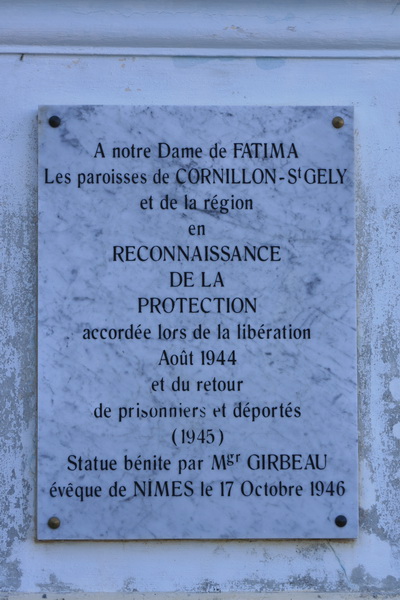 A notre Dame de FATIMA
Les paroisses de CORNILLON-Sᵗ GELY
et de la région
en
RECONNAISSANCE
DE LA
PROTECTION
accordée lors de la libération
Août 1944
et du retour
de prisonniers et déportés
(1945)
Statue bénite par Mᵍʳ GIRBEAU
évêque de NIMES le 17 Octobre 1946